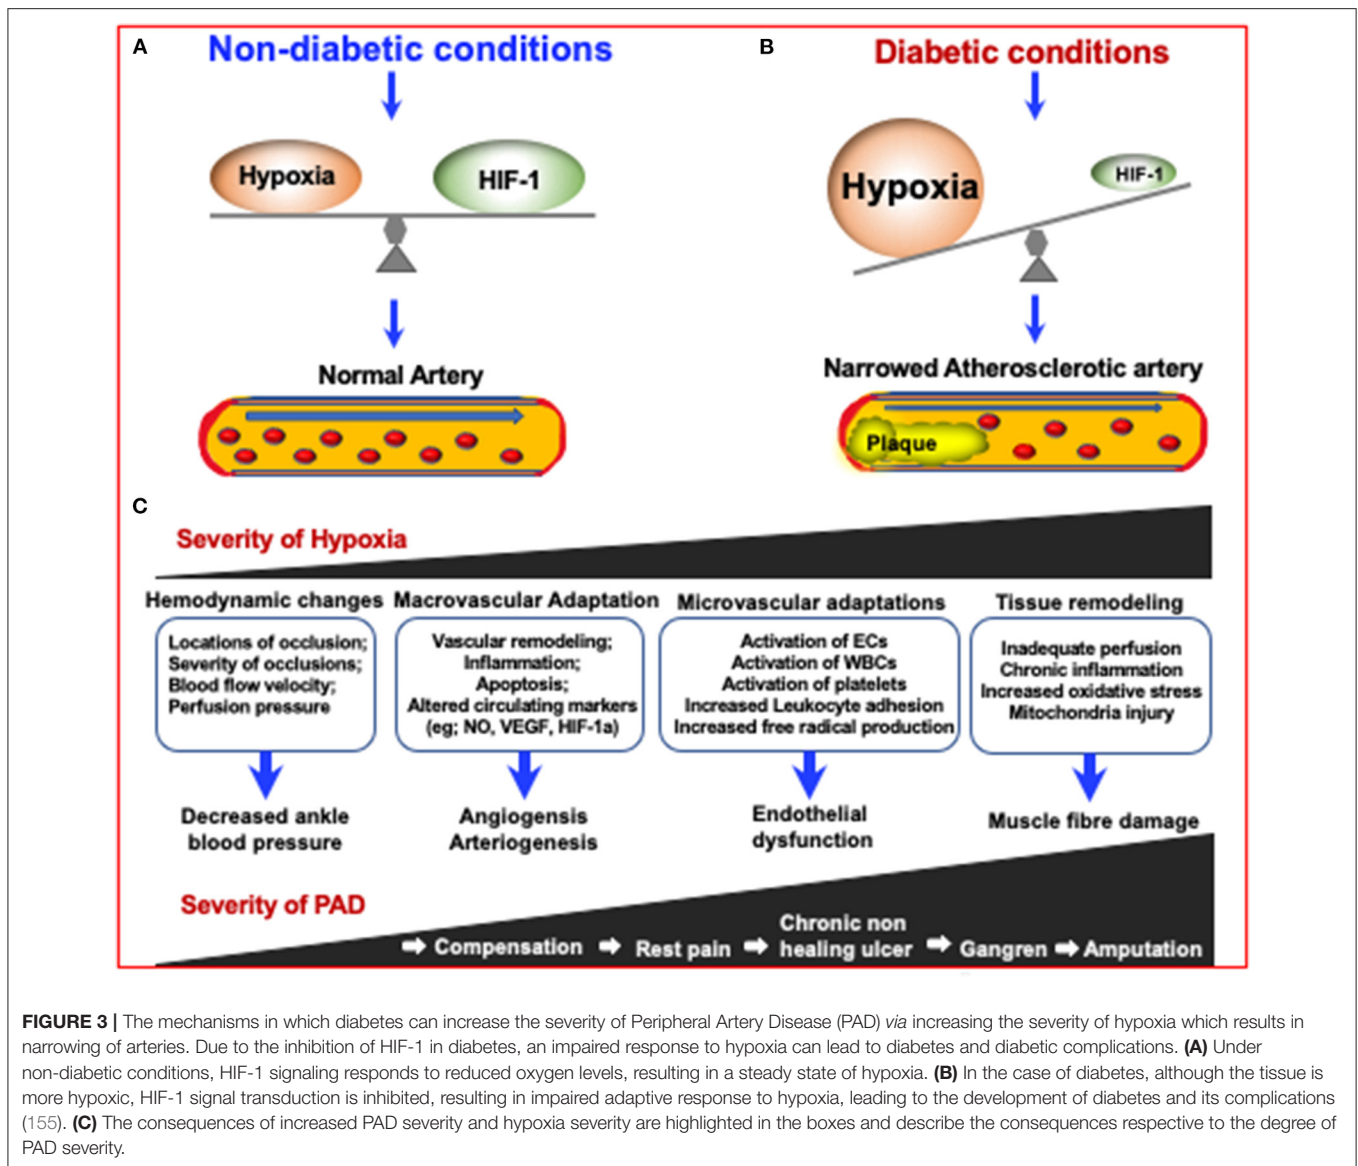 A
Non-diabetic conditions
Hypoxia
HIF-1
Normal Artery
B
Diabetic conditions
Hypoxia
HIF-1
Narrowed Atherosclerotic artery
Plaque
C
Severity of Hypoxia
Hemodynamic changes
Locations of occlusion;
Severity of occlusions;
Blood flow velocity;
Perfusion pressure
Decreased ankle
blood pressure
Macrovascular Adaptation
Vascular remodeling;
Inflammation;
Apoptosis;
Altered circulating markers
(eg; NO, VEGF, HIF-1a)
Angiogensis
Arteriogenesis
Microvascular adaptations
Activation of ECs
Activation of WBCs
Activation of platelets
Increased Leukocyte adhesion
Increased free radical production
Endothelial
dysfunction
Tissue remodeling
Inadequate perfusion
Chronic inflammation
Increased oxidative stress
Mitochondria injury
Muscle fibre damage
Severity of PAD
Compensation
Rest pain
Chronic non
healing ulcer
Gangren
Amputation
FIGURE 3 | The mechanisms in which diabetes can increase the severity of Peripheral Artery Disease (PAD) via increasing the severity of hypoxia which results in
narrowing of arteries. Due to the inhibition of HIF-1 in diabetes, an impaired response to hypoxia can lead to diabetes and diabetic complications. (A) Under
non-diabetic conditions, HIF-1 signaling responds to reduced oxygen levels, resulting in a steady state of hypoxia. (B) In the case of diabetes, although the tissue is
more hypoxic, HIF-1 signal transduction is inhibited, resulting in impaired adaptive response to hypoxia, leading to the development of diabetes and its complications
(155). (C) The consequences of increased PAD severity and hypoxia severity are highlighted in the boxes and describe the consequences respective to the degree of
PAD severity.